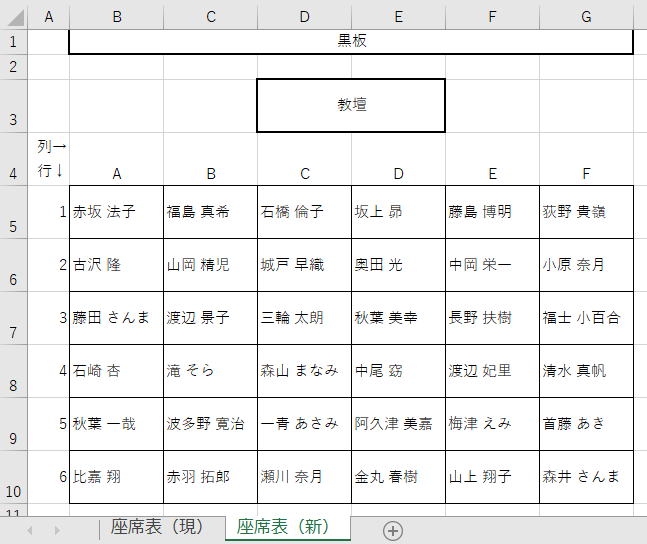 A B C D E F G
1 黒板
2
3 教壇
列→
4 行↓ A B C D E F
5 1 赤坂 法子 福島 真希 石橋 倫子 坂上 昴 藤島 博明 荻野 貴嶺
6 2 古沢 隆 山岡 精児 城戸 早織 奥田 光 中岡 栄一 小原 奈月
7 3 藤田 さんま 渡辺 景子 三輪 太朗 秋葉 美幸 長野 扶樹 福士 小百合
8 4 石崎 杏 滝 そら 森山 まなみ 中尾 窈 渡辺 妃里 清水 真帆
9 5 秋葉 一哉 波多野 寛治 一青 あさみ 阿久津 美嘉 梅津 えみ 首藤 あき
10 6 比嘉 翔 赤羽 拓郎 瀬川 奈月 金丸 春樹 山上 翔子 森井 さんま
11
座席表（現） 座席表（新）